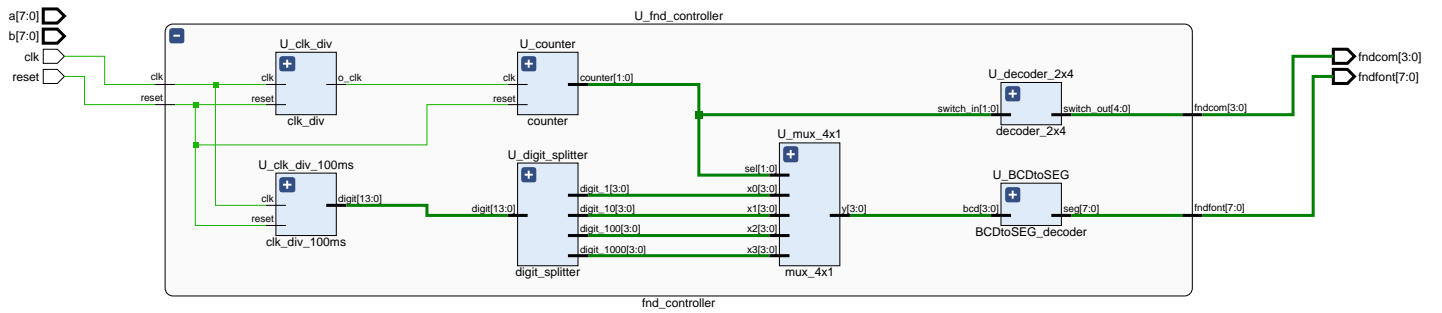 U_fnd_controller
a[7:0]
b[7:0]
clk
reset
clk
reset
U_clk_div
clk
reset
o_clk
clk_div
U_counter
clk
reset
counter[1:0]
counter
U_decoder_2x4
switch_in[1:0]
switch_out[4:0]
decoder_2x4
fndcom[3:0]
fndcom[3:0]
fndfont[7:0]
U_clk_div_100ms
clk
reset
digit[13:0]
clk_div_100ms
U_digit_splitter
digit[13:0]
digit_1[3:0]
digit_10[3:0]
digit_100[3:0]
digit_1000[3:0]
digit_splitter
U_mux_4x1
sel[1:0]
x0[3:0]
x1[3:0]
x2[3:0]
x3[3:0]
y[3:0]
mux_4x1
U_BCDtoSEG
bcd[3:0]
seg[7:0]
BCDtoSEG_decoder
fndfont[7:0]
fnd_controller